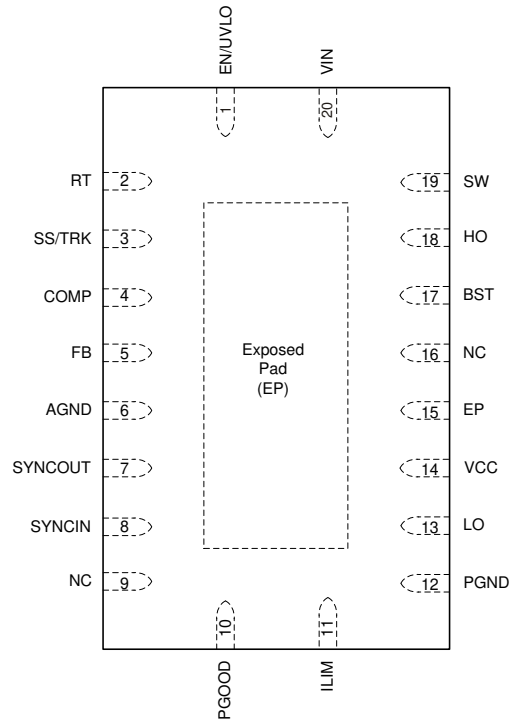 EN/UVLO
VIN
1
20
RT 2
19 SW
SS/TRK 3
18 HO
COMP 4
17 BST
FB 5
16 NC
Exposed
Pad
(EP)
AGND 6
15 EP
SYNCOUT 7
14 VCC
SYNCIN 8
13 LO
NC 9
12 PGND
10
11
PGOOD
ILIM